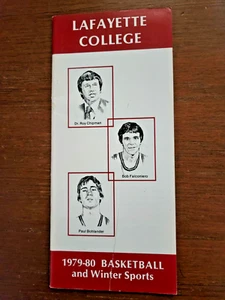 LAFAYETTE
COLLEGE
Dr. Roy Chipman
Bob Falconiero
Paul Bohlander
1979-80 BASKETBALL
and Winter Sports